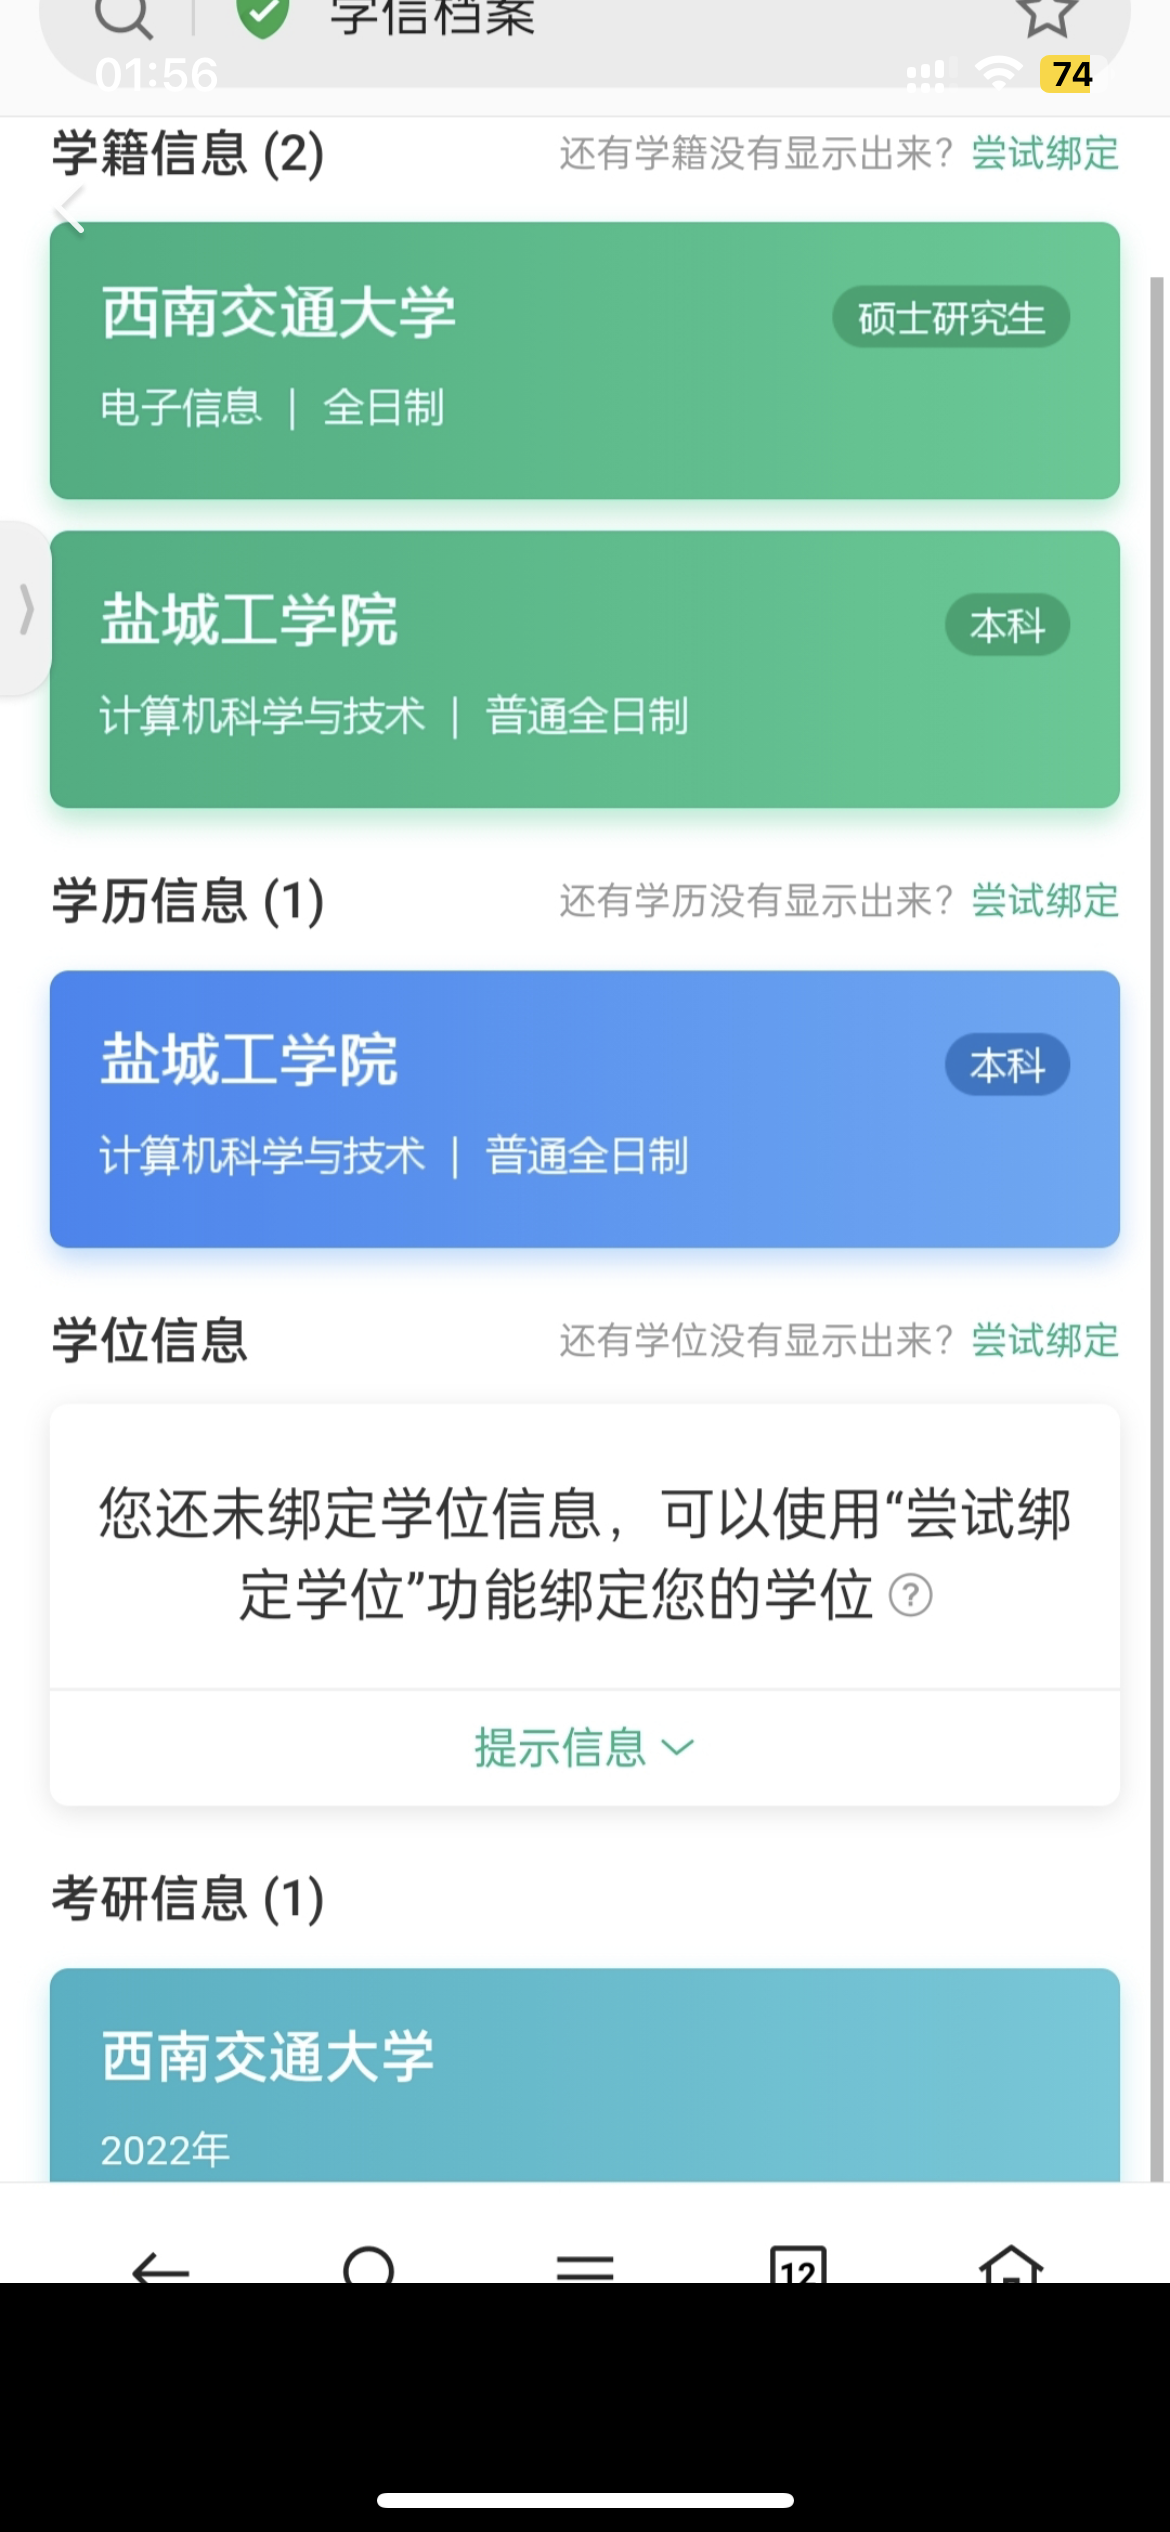 学信档案
01:56
74
学籍信息 (2)
还有学籍没有显示出来? 尝试绑定
西南交通大学
硕士研究生
电子信息 | 全日制
盐城工学院
本科
计算机科学与技术 | 普通全日制
学历信息 (1)
还有学历没有显示出来? 尝试绑定
盐城工学院
本科
计算机科学与技术 | 普通全日制
学位信息
还有学位没有显示出来? 尝试绑定
您还未绑定学位信息，可以使用“尝试绑
定学位”功能绑定您的学位 ?
提示信息
考研信息 (1)
西南交通大学
2022年
12